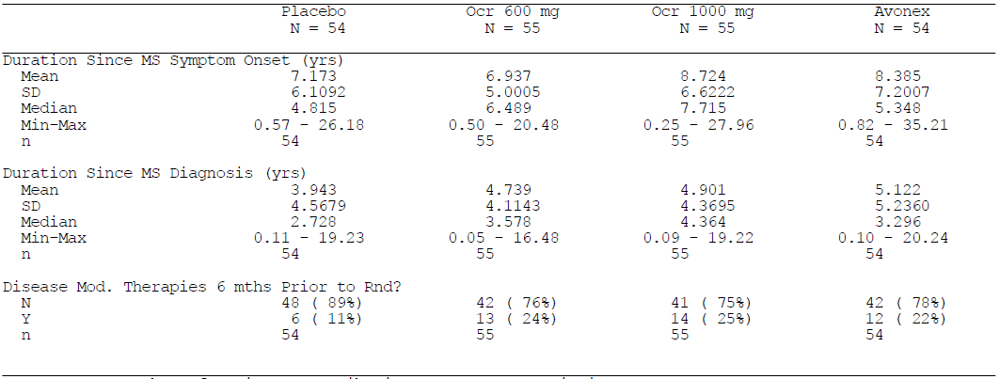 Placebo Ocr 600 mg Ocr 1000 mg Avonex
N = 54 N = 55 N = 55 N = 54
Duration Since MS Symptom Onset (yrs)
Mean 7.173 6.937 8.724 8.385
SD 6.1092 5.0005 6.6222 7.2007
Median 4.815 6.489 7.715 5.348
Min-Max 0.57 - 26.18 0.50 - 20.48 0.25 - 27.96 0.82 - 35.21
n 54 55 55 54
Duration Since MS Diagnosis (yrs)
Mean 3.943 4.739 4.901 5.122
SD 4.5679 4.1143 4.3695 5.2360
Median 2.728 3.578 4.364 3.296
Min-Max 0.11 - 19.23 0.05 - 16.48 0.09 - 19.22 0.10 - 20.24
n 54 55 55 54
Disease Mod. Therapies 6 mths Prior to Rnd?
N 48 ( 89%) 42 ( 76%) 41 ( 75%) 42 ( 78%)
Y 6 ( 11%) 13 ( 24%) 14 ( 25%) 12 ( 22%)
n 54 55 55 54